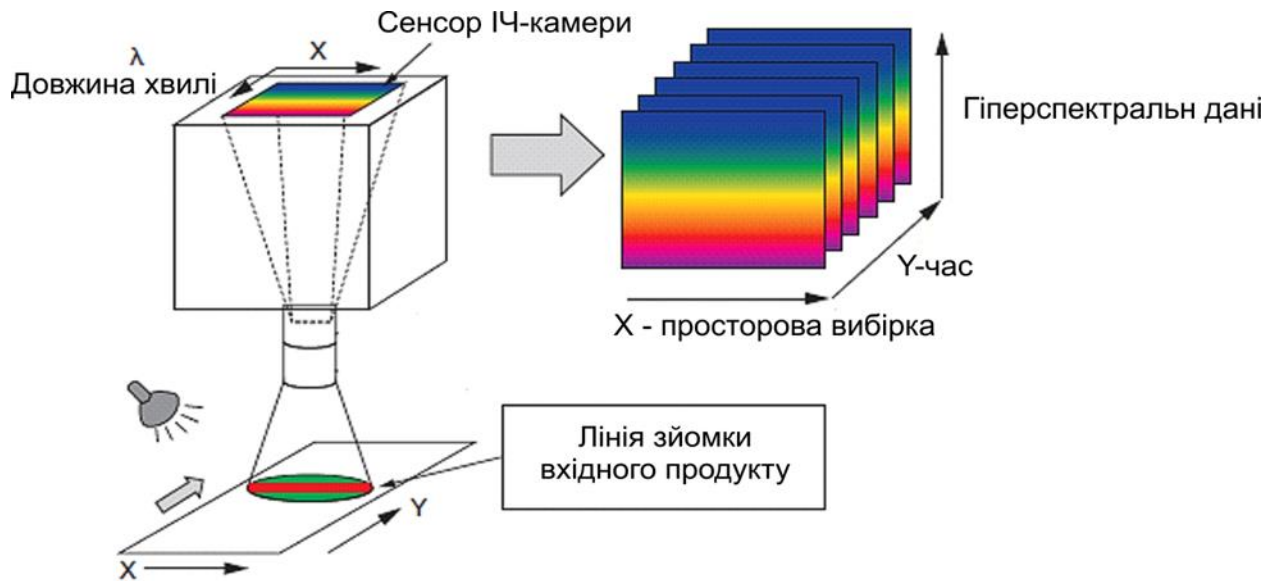 Сенсор ІЧ-камери
λ
X
Довжина хвилі
Гіперспектральн дані
Y-час
X - просторова вибірка
Лінія зйомки
вхідного продукту
Y
X